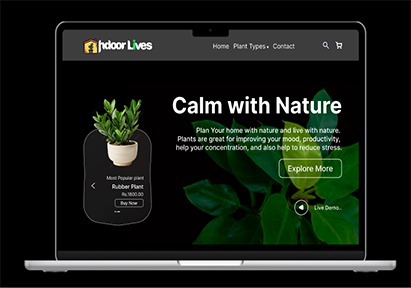 Indoor Lives
Home Plant Types Contact
Calm with Nature
Plan Your home with nature and live with nature.
Plants are great for improving your mood, productivity,
help your concentration, and also help to reduce stress.
Explore More
Most Popular plant
Rubber Plant
Rs.1800.00
Buy Now
Live Demo..